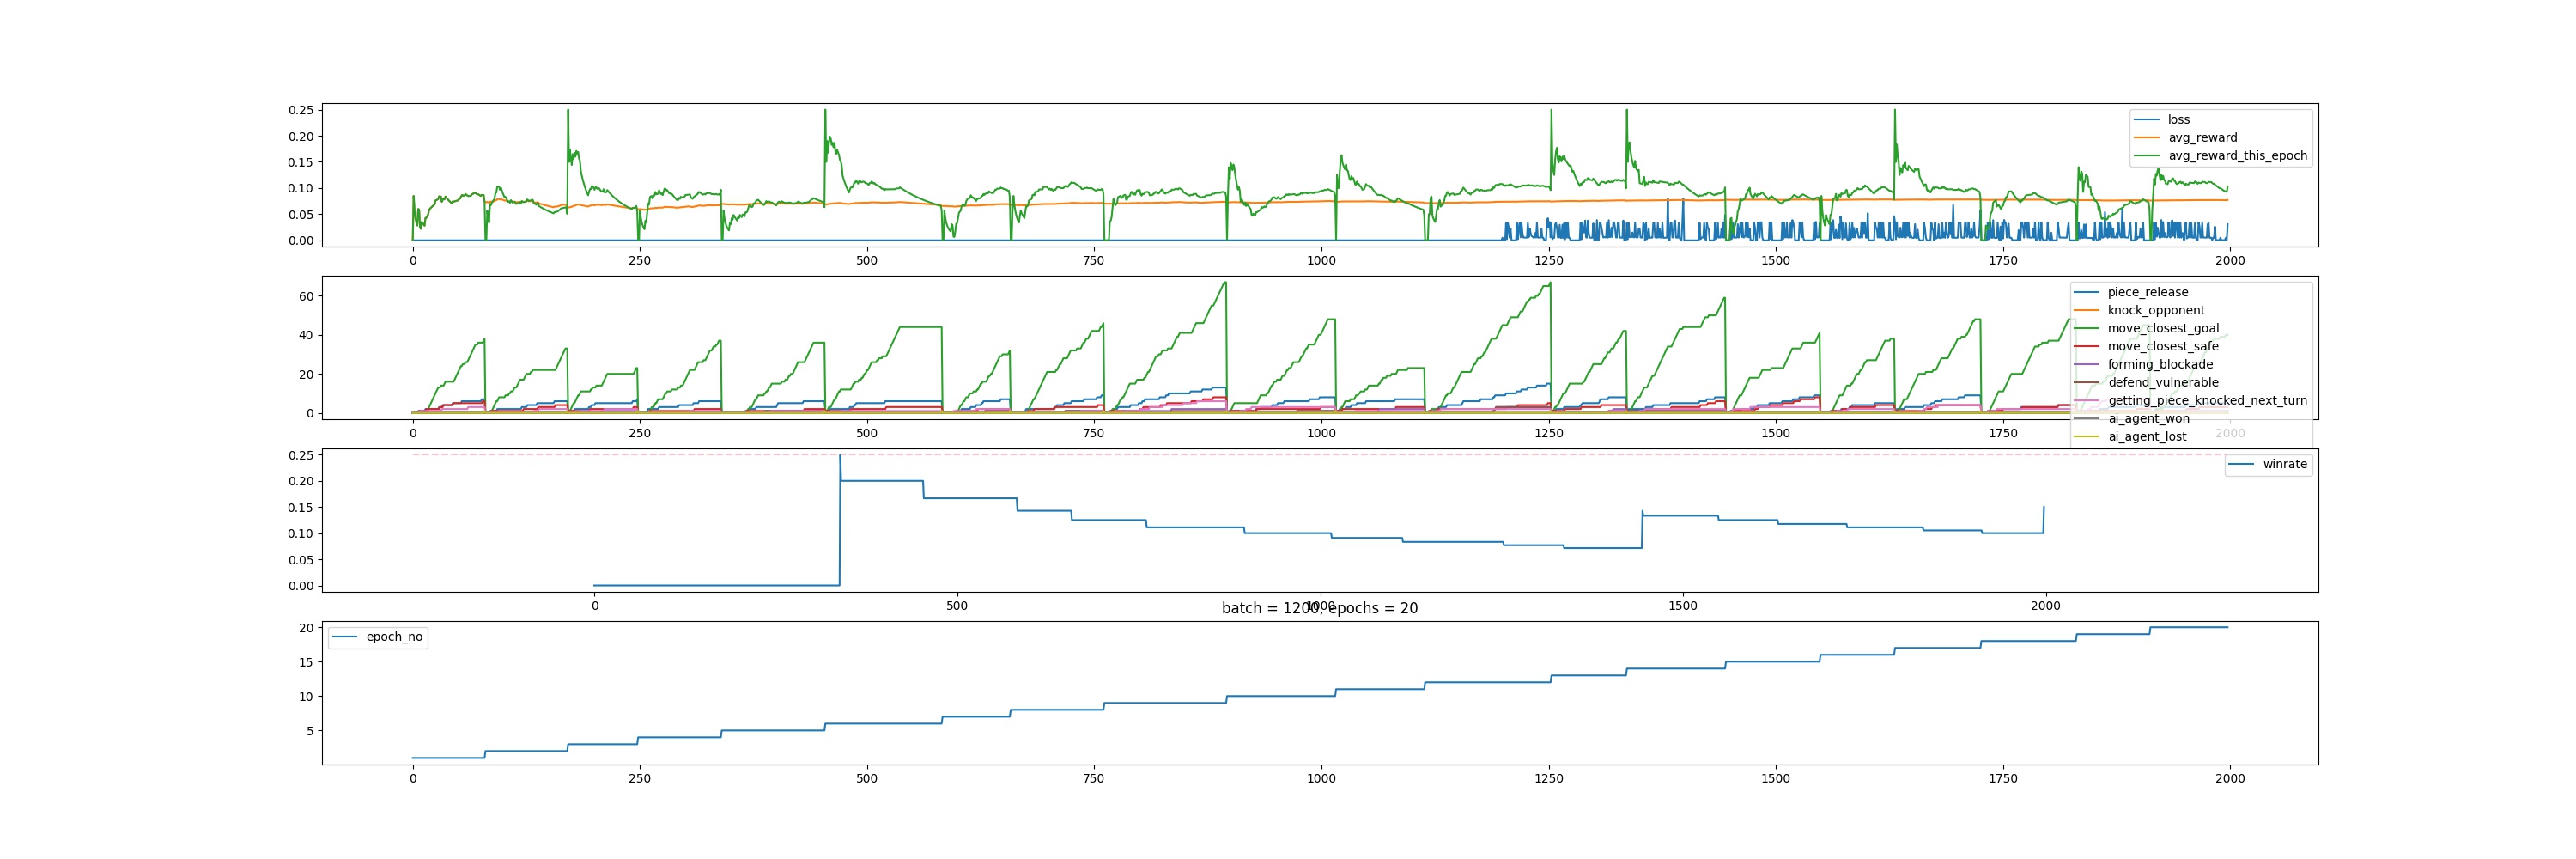 0.25
0.20
0.15
0.10
0.05
0.00
loss
avg_reward
avg_reward_this_epoch
0 250 500 750 1000 1250 1500 1750 2000
60
40
20
0
piece_release
knock_opponent
move_closest_goal
move_closest_safe
forming_blockade
defend_vulnerable
getting_piece_knocked_next_turn
ai_agent_won
ai_agent_lost
0 250 500 750 1000 1250 1500 1750 2000
0.25
0.20
0.15
0.10
0.05
0.00
winrate
0 500 1000 1500 2000
batch = 1200, epochs = 20
20
15
10
5
epoch_no
0 250 500 750 1000 1250 1500 1750 2000